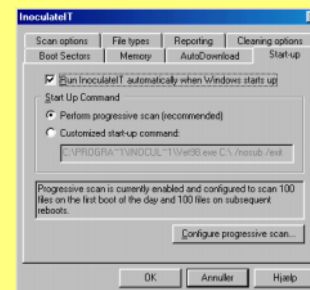 InoculateIT
Scan options
File types
Reporting
Cleaning options
Boot Sectors
Memory
AutoDownload
Start-up
Run InoculateIT automatically when Windows starts up
Start Up Command
Perform progressive scan (recommended)
Customized start-up command:
C:\PROGRA~1\INOCUL~1\Vet98.exe C:\ /nosub /exit
Progressive scan is currently enabled and configured to scan 100
files on the first boot of the day and 100 files on subsequent
reboots.
Configure progressive scan...
OK
Annuller
Hjælp